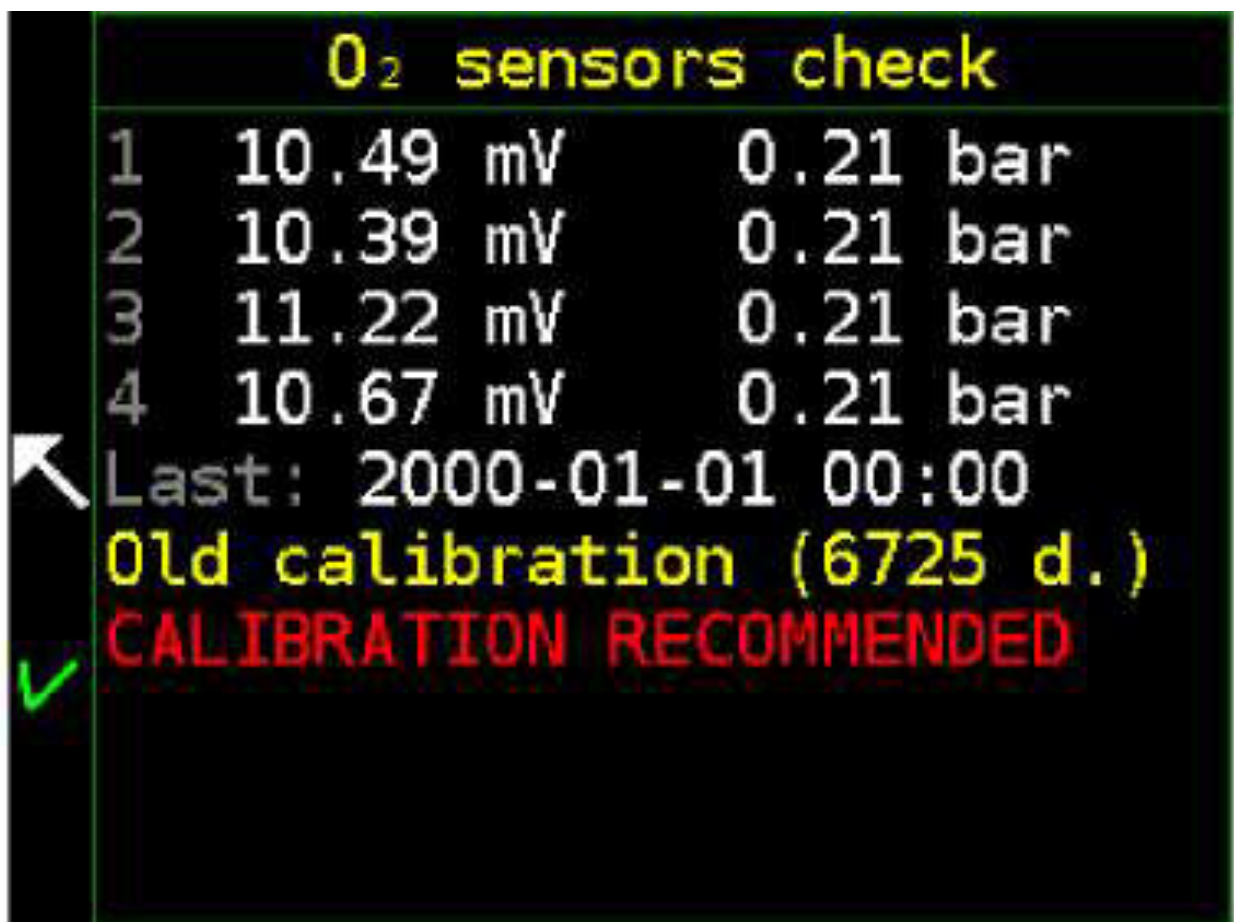 O₂ sensors check
1 10.49 mV 0.21 bar
2 10.39 mV 0.21 bar
3 11.22 mV 0.21 bar
4 10.67 mV 0.21 bar
Last: 2000-01-01 00:00
Old calibration (6725 d.)
CALIBRATION RECOMMENDED